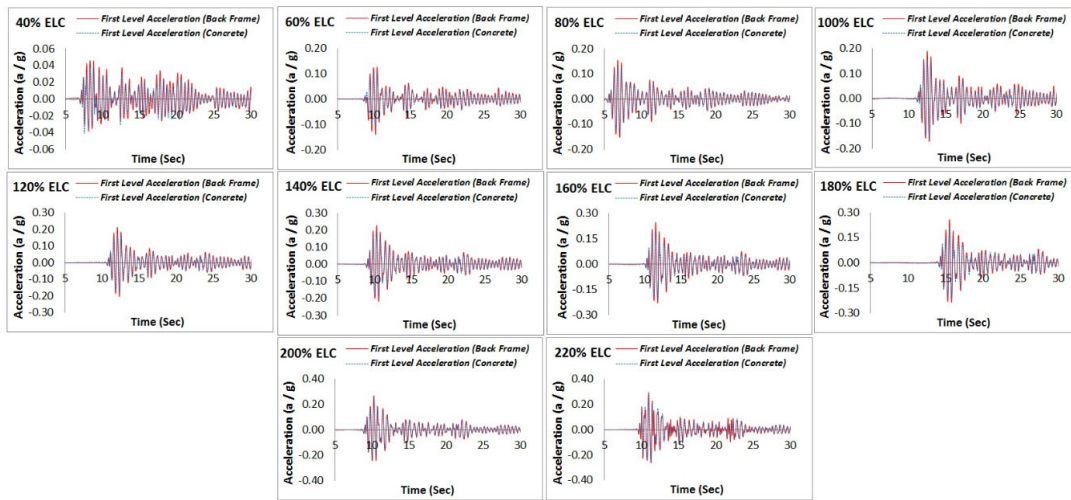 40% ELC
First Level Acceleration (Back Frame)
First Level Acceleration (Concrete)
Acceleration (a / g)
0.06
0.04
0.02
0.00
-0.02
-0.04
-0.06
5 10 15 20 25 30
Time (Sec)
60% ELC
First Level Acceleration (Back Frame)
First Level Acceleration (Concrete)
Acceleration (a / g)
0.20
0.10
0.00
-0.10
-0.20
5 10 15 20 25 30
Time (Sec)
80% ELC
First Level Acceleration (Back Frame)
First Level Acceleration (Concrete)
Acceleration (a / g)
0.20
0.10
0.00
-0.10
-0.20
5 10 15 20 25 30
Time (Sec)
100% ELC
First Level Acceleration (Back Frame)
First Level Acceleration (Concrete)
Acceleration (a / g)
0.20
0.10
0.00
-0.10
-0.20
5 10 15 20 25 30
Time (Sec)
120% ELC
First Level Acceleration (Back Frame)
First Level Acceleration (Concrete)
Acceleration (a / g)
0.30
0.20
0.10
0.00
-0.10
-0.20
-0.30
5 10 15 20 25 30
Time (Sec)
140% ELC
First Level Acceleration (Back Frame)
First Level Acceleration (Concrete)
Acceleration (a / g)
0.30
0.20
0.10
0.00
-0.10
-0.20
-0.30
5 10 15 20 25 30
Time (Sec)
160% ELC
First Level Acceleration (Back Frame)
First Level Acceleration (Concrete)
Acceleration (a / g)
0.30
0.15
0.00
-0.15
-0.30
5 10 15 20 25 30
Time (Sec)
180% ELC
First Level Acceleration (Back Frame)
First Level Acceleration (Concrete)
Acceleration (a / g)
0.30
0.15
0.00
-0.15
-0.30
5 10 15 20 25 30
Time (Sec)
200% ELC
First Level Acceleration (Back Frame)
First Level Acceleration (Concrete)
Acceleration (a / g)
0.40
0.20
0.00
-0.20
-0.40
5 10 15 20 25 30
Time (Sec)
220% ELC
First Level Acceleration (Back Frame)
First Level Acceleration (Concrete)
Acceleration (a / g)
0.40
0.20
0.00
-0.20
-0.40
5 10 15 20 25 30
Time (Sec)